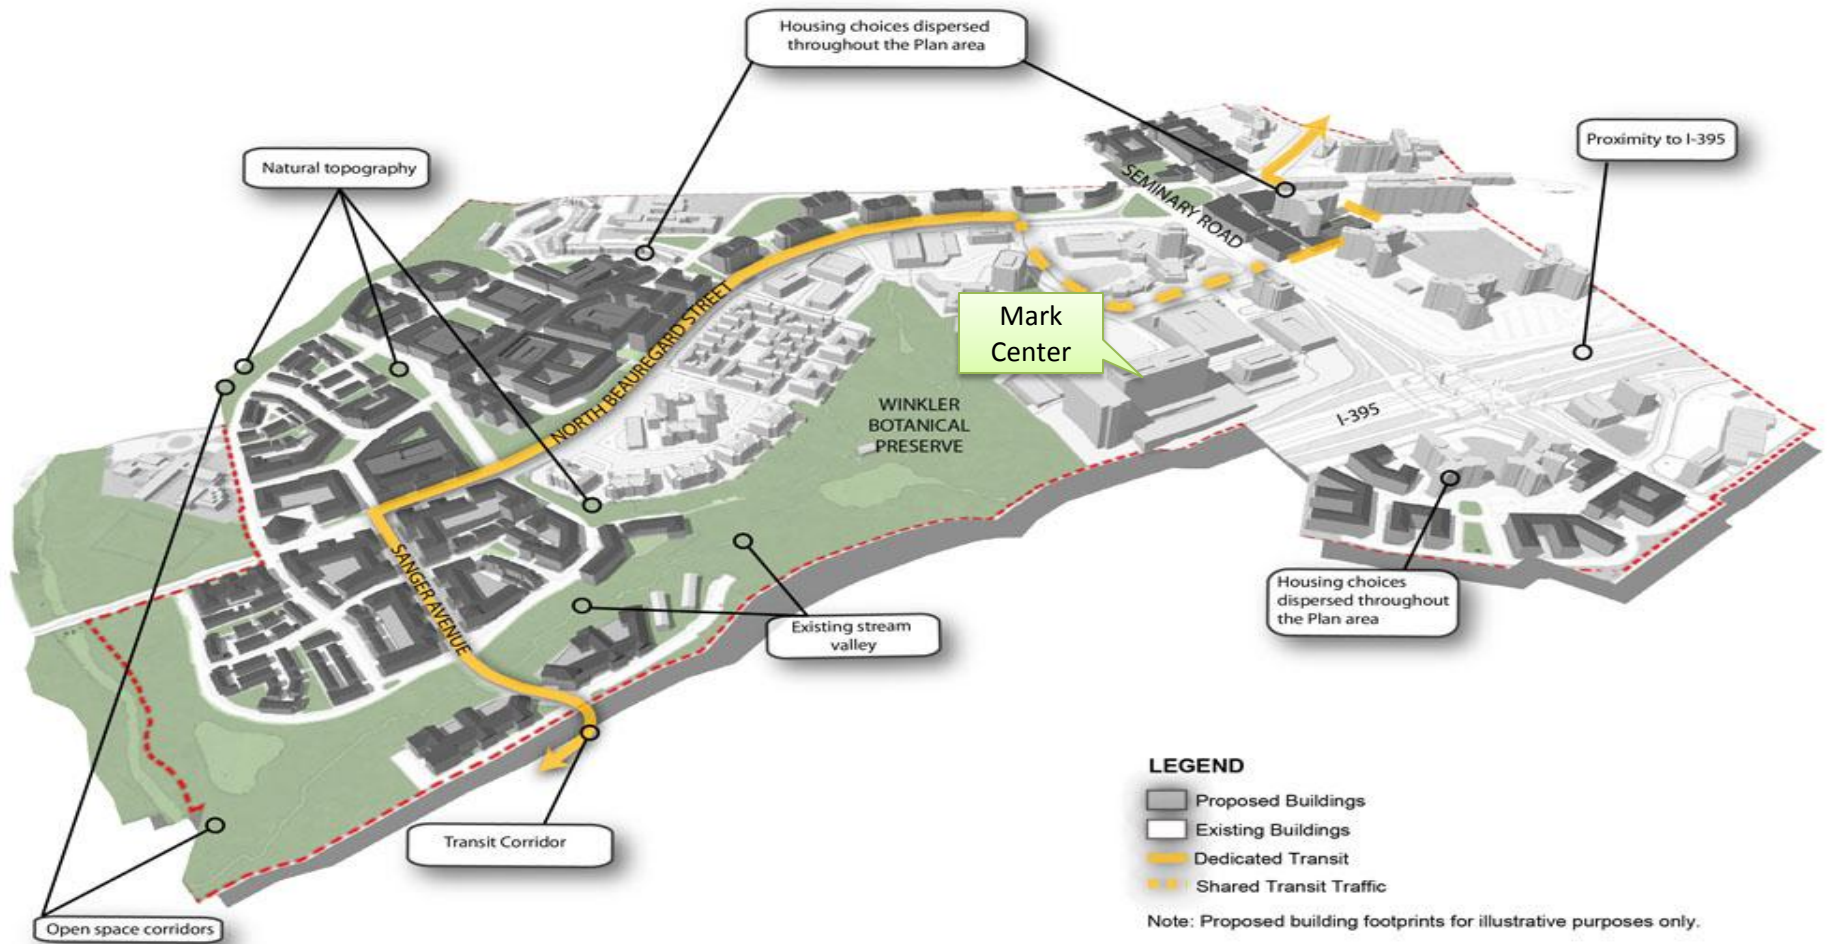 Housing choices dispersed
throughout the Plan area
Natural topography
Proximity to I-395
SEMINARY ROAD
NORTH BEAUREGARD STREET
Mark
Center
WINKLER
BOTANICAL
PRESERVE
I-395
SANGER AVENUE
Housing choices
dispersed throughout
the Plan area
Existing stream
valley
Transit Corridor
Open space corridors
LEGEND
Proposed Buildings
Existing Buildings
Dedicated Transit
Shared Transit Traffic
Note: Proposed building footprints for illustrative purposes only.